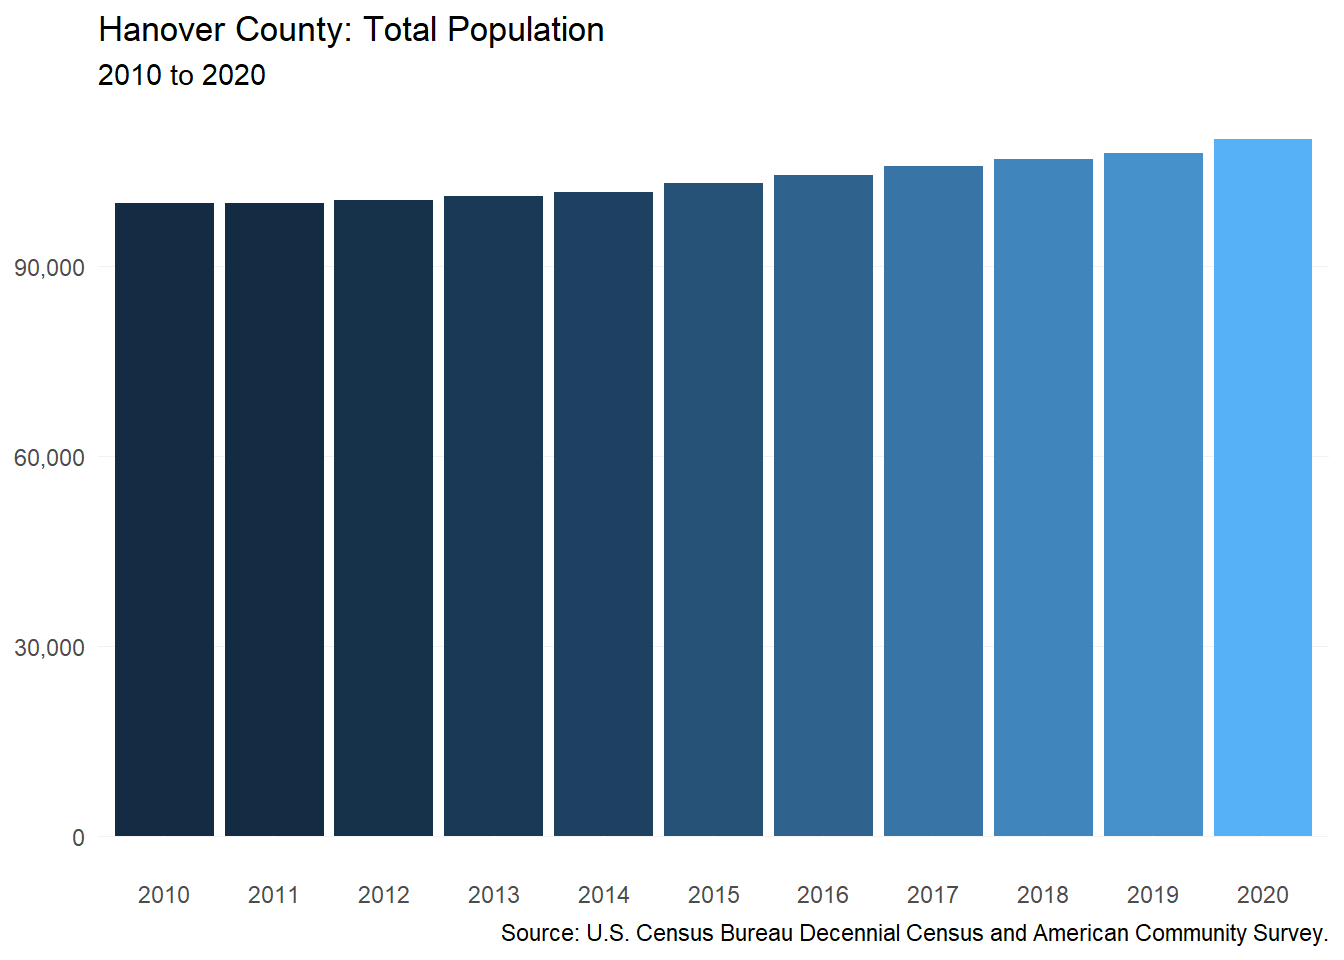 Hanover County: Total Population
2010 to 2020
90,000
60,000
30,000
0
2010 2011 2012 2013 2014 2015 2016 2017 2018 2019 2020
Source: U.S. Census Bureau Decennial Census and American Community Survey.